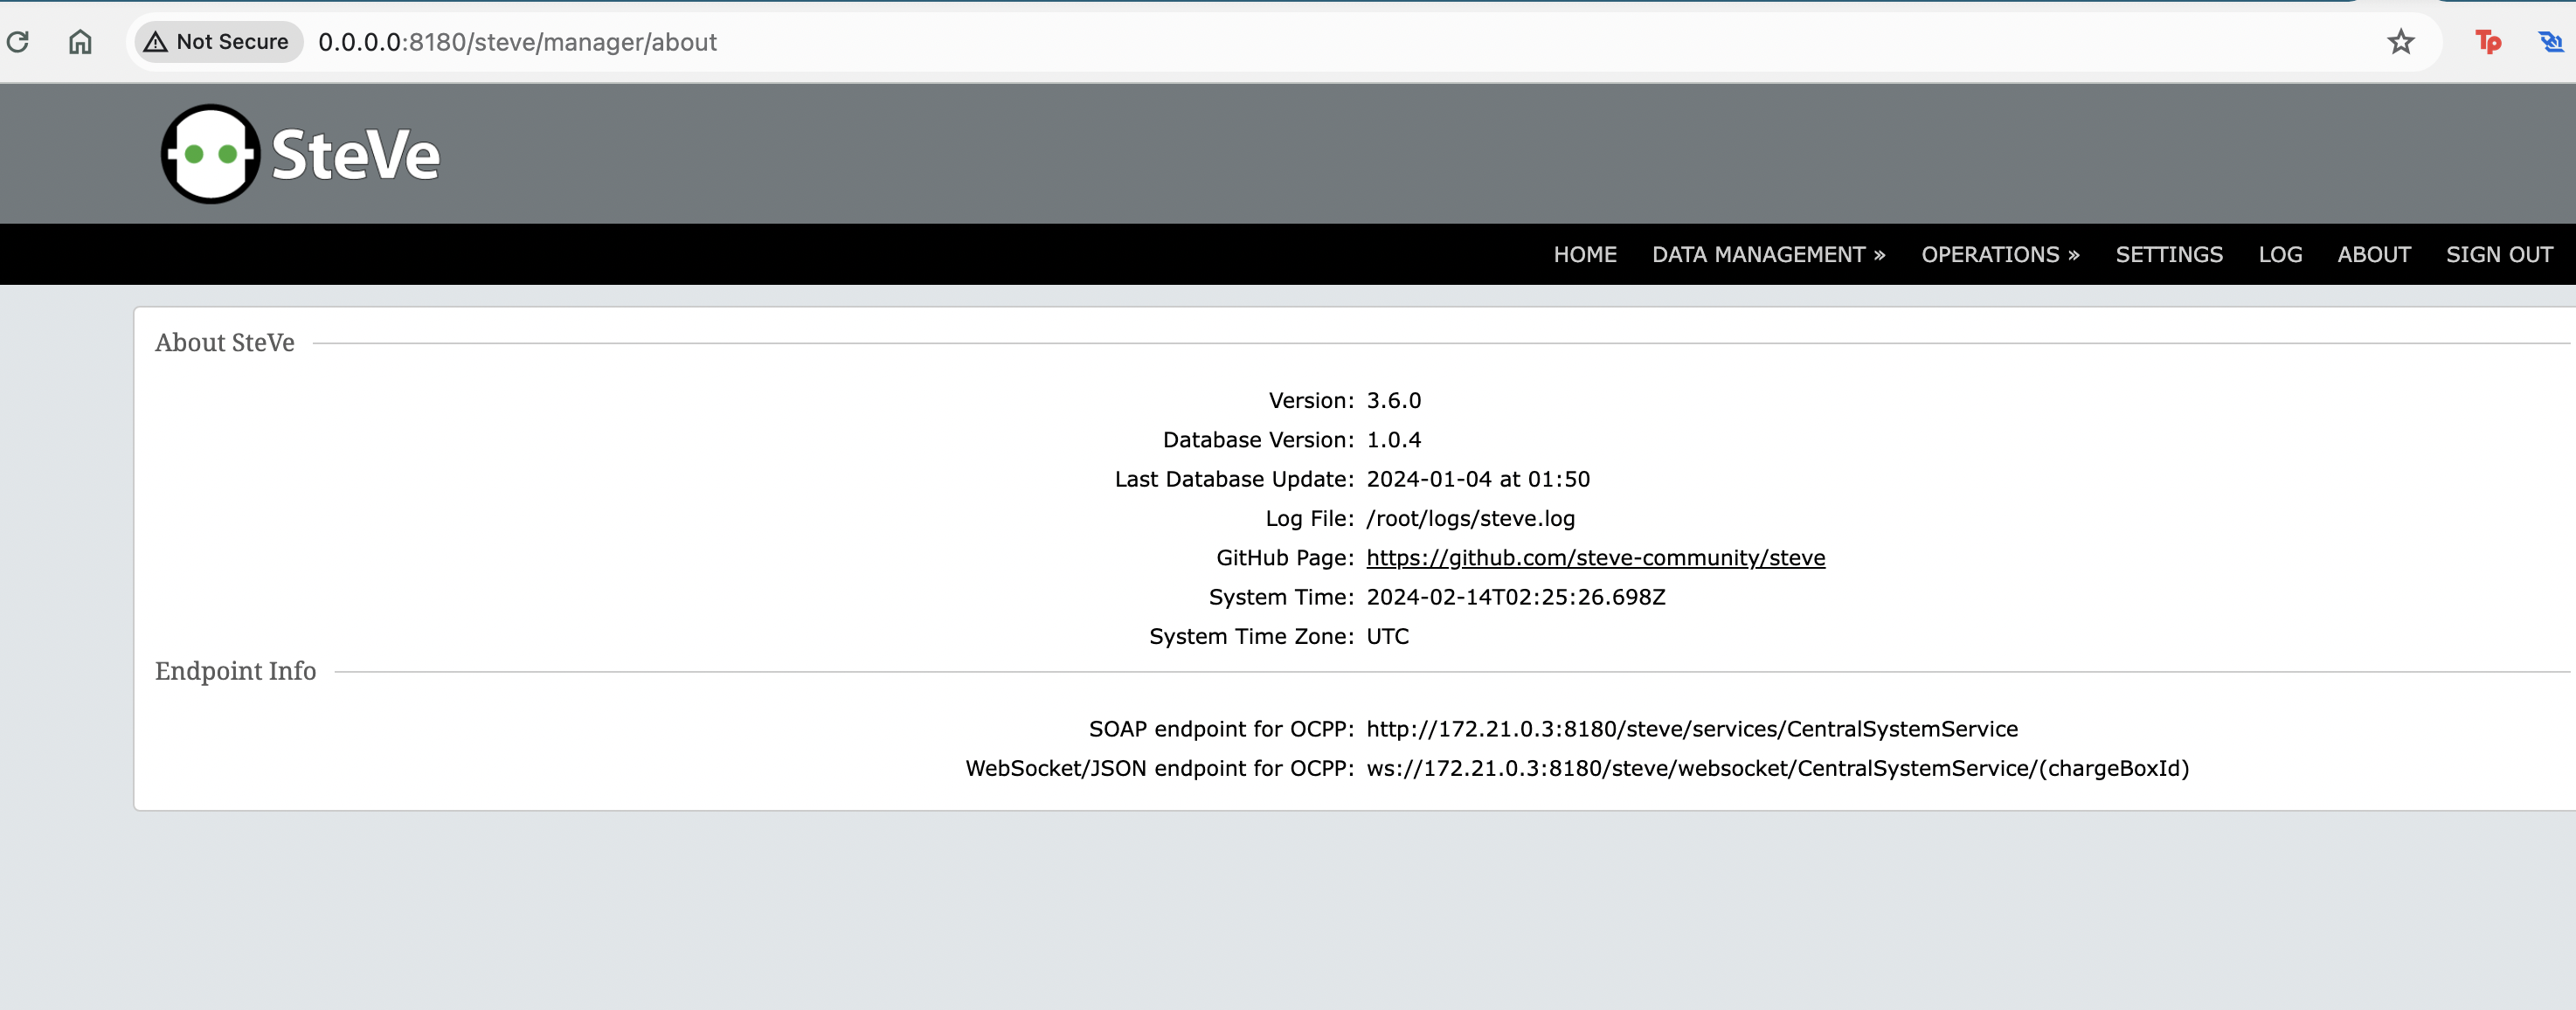 Not Secure 0.0.0.0:8180/steve/manager/about
Tp
SteVe
HOME DATA MANAGEMENT » OPERATIONS » SETTINGS LOG ABOUT SIGN OUT
About SteVe
Version: 3.6.0
Database Version: 1.0.4
Last Database Update: 2024-01-04 at 01:50
Log File: /root/logs/steve.log
GitHub Page: https://github.com/steve-community/steve
System Time: 2024-02-14T02:25:26.698Z
System Time Zone: UTC
Endpoint Info
SOAP endpoint for OCPP: http://172.21.0.3:8180/steve/services/CentralSystemService
WebSocket/JSON endpoint for OCPP: ws://172.21.0.3:8180/steve/websocket/CentralSystemService/(chargeBoxId)